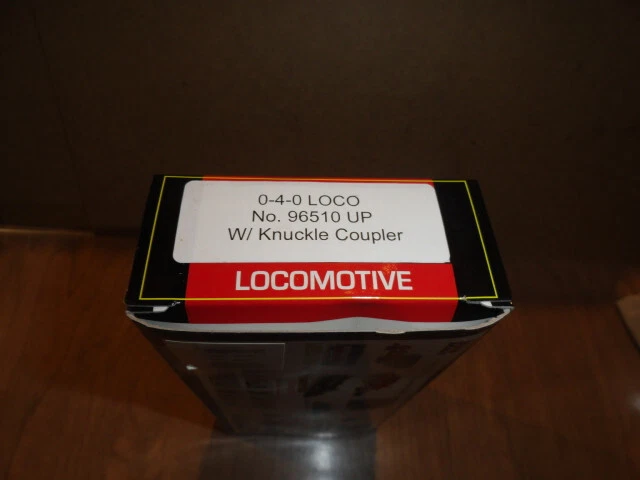 0-4-0 LOCO
No. 96510 UP
W/ Knuckle Coupler
LOCOMOTIVE